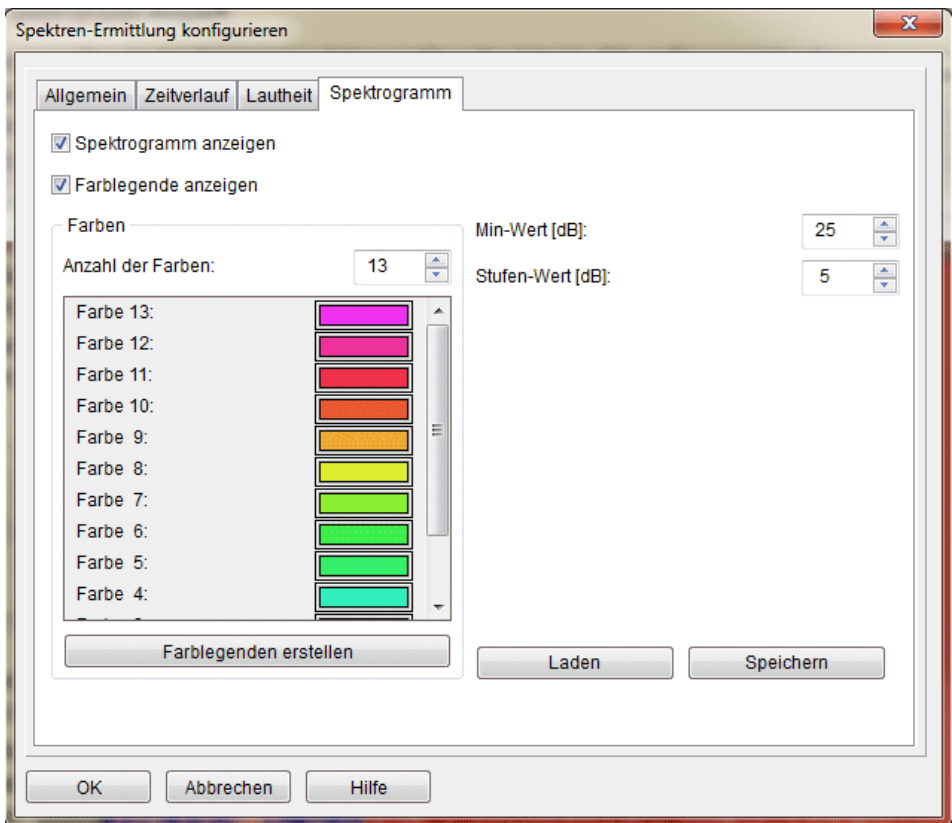 Spektren-Ermittlung konfigurieren
Allgemein Zeitverlauf Lautheit Spektrogramm
Spektrogramm anzeigen
Farblegende anzeigen
Farben
Anzahl der Farben: 13
Farbe 13:
Farbe 12:
Farbe 11:
Farbe 10:
Farbe 9:
Farbe 8:
Farbe 7:
Farbe 6:
Farbe 5:
Farbe 4:
Farblegenden erstellen
Min-Wert [dB]: 25
Stufen-Wert [dB]: 5
Laden Speichern
OK Abbrechen Hilfe